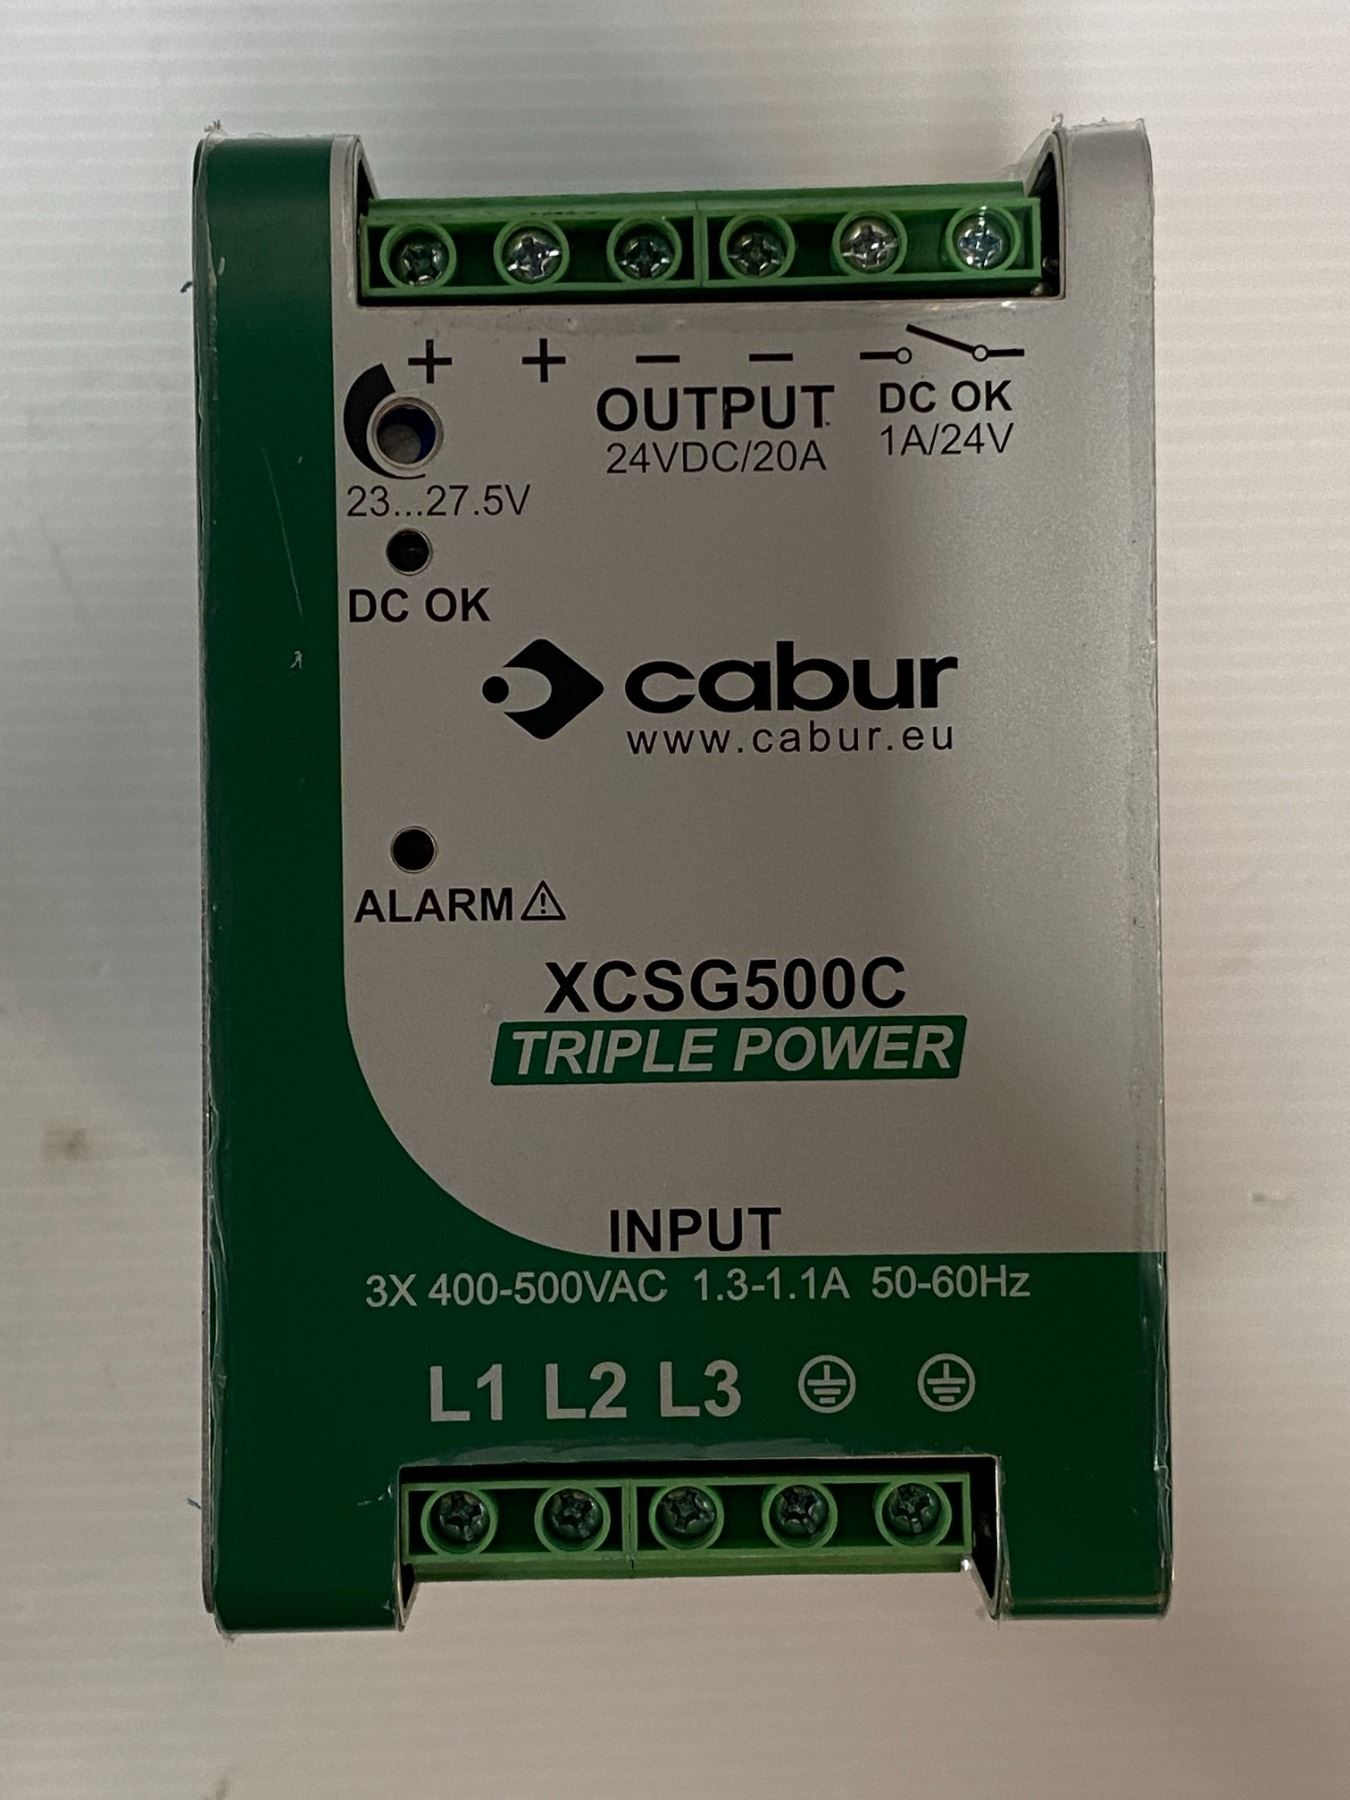 + + − −
OUTPUT
24VDC/20A
DC OK
1A/24V
23...27.5V
DC OK
cabur
www.cabur.eu
ALARM
XCSG500C
TRIPLE POWER
INPUT
3X 400-500VAC 1.3-1.1A 50-60Hz
L1 L2 L3